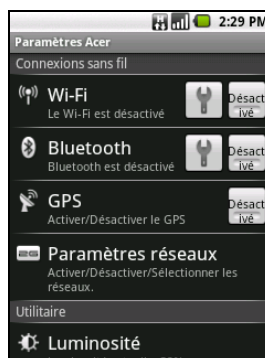 2:29 PM
Paramètres Acer
Connexions sans fil
Wi-Fi
Le Wi-Fi est désactivé
Désact
ivé
Bluetooth
Bluetooth est désactivé
Désact
ivé
GPS
Activer/Désactiver le GPS
Désact
ivé
2G
Paramètres réseaux
Activer/Désactiver/Sélectionner les
réseaux.
Utilitaire
Luminosité